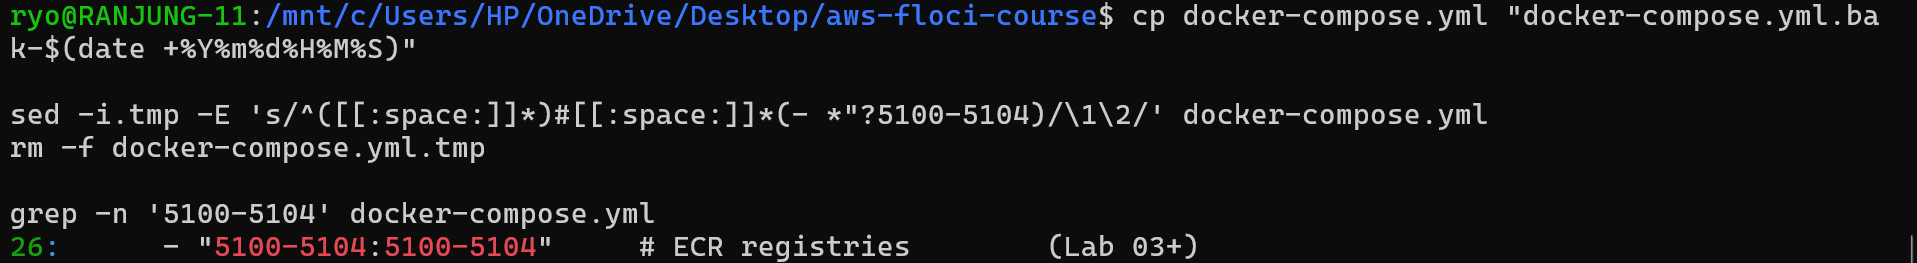 ryo@RANJUNG-11:/mnt/c/Users/HP/OneDrive/Desktop/aws-floci-course$ cp docker-compose.yml "docker-compose.yml.ba
k-$(date +%Y%m%d%H%M%S)"

sed -i.tmp -E 's/^([[:space:]]*)#[[:space:]]*(- *"?5100-5104)/\1\2/' docker-compose.yml
rm -f docker-compose.yml.tmp

grep -n '5100-5104' docker-compose.yml
26:      - "5100-5104:5100-5104"     # ECR registries        (Lab 03+)